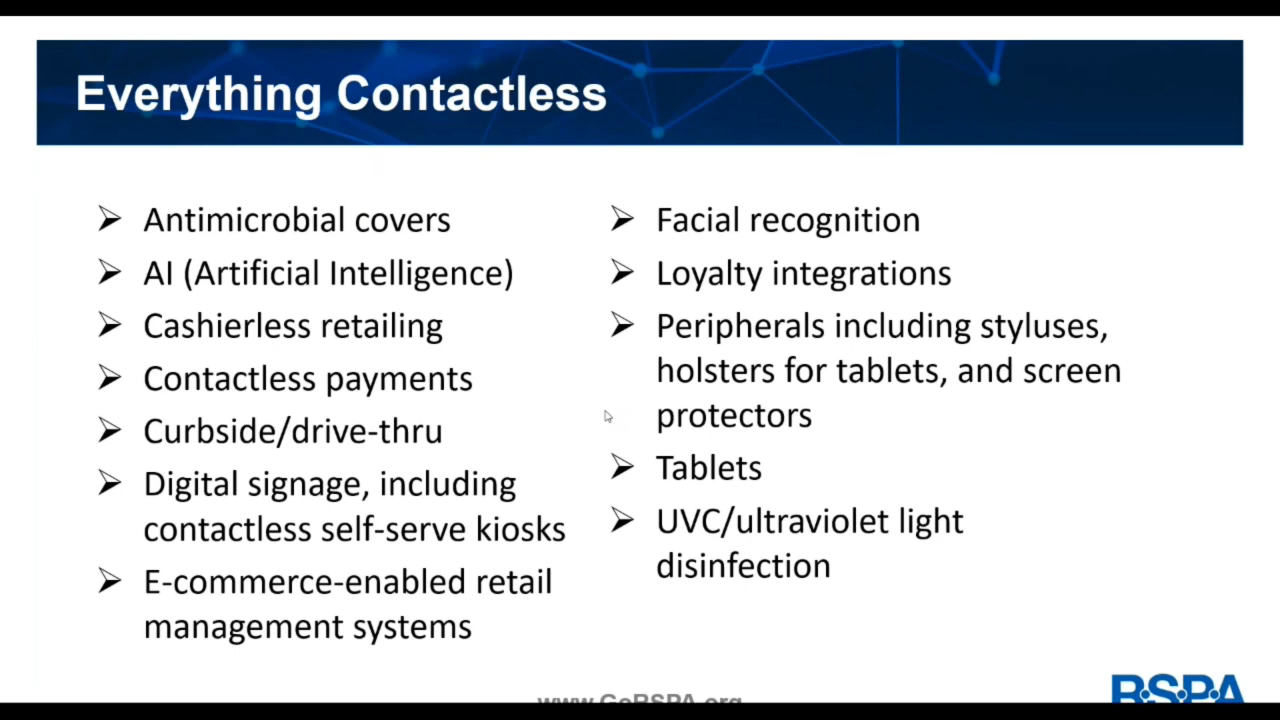 Everything Contactless
➢ Antimicrobial covers
➢ AI (Artificial Intelligence)
➢ Cashierless retailing
➢ Contactless payments
➢ Curbside/drive-thru
➢ Digital signage, including
contactless self-serve kiosks
➢ E-commerce-enabled retail
management systems
➢ Facial recognition
➢ Loyalty integrations
➢ Peripherals including styluses,
holsters for tablets, and screen
protectors
➢ Tablets
➢ UVC/ultraviolet light
disinfection
www.GoRSPA.org
R·S·P·A